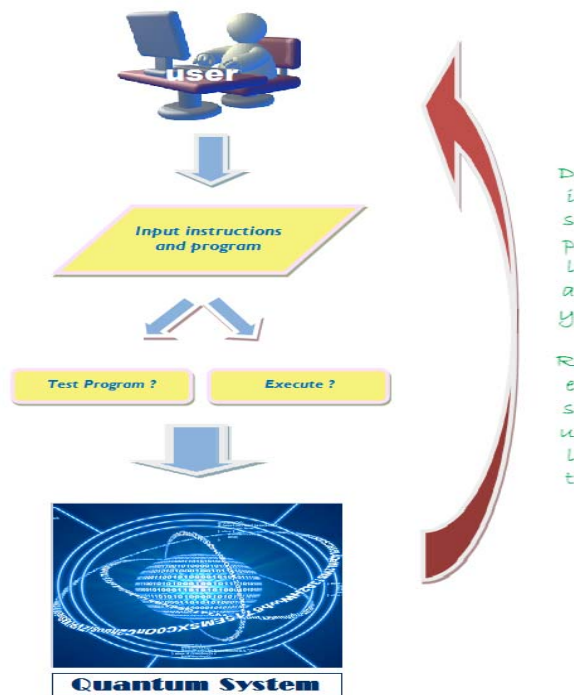 user
Input instructions
and program
Test Program ?
Execute ?
Display Result
Quantum System